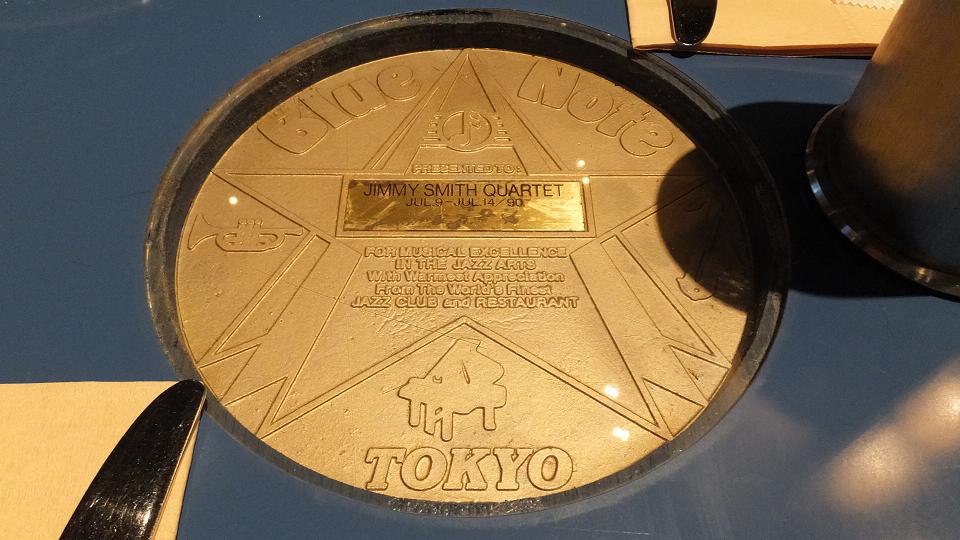 Blue Note
PRESENTED TO:
JIMMY SMITH QUARTET
JUL.9-JUL.14/'90
FOR MUSICAL EXCELLENCE
IN THE JAZZ ARTS
With Warmest Appreciation
From The World's Finest
JAZZ CLUB and RESTAURANT
TOKYO